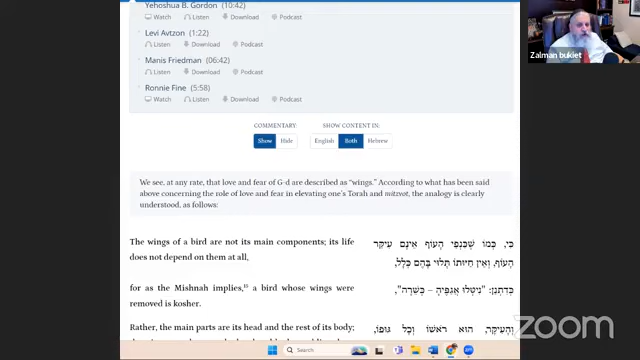 Yehoshua B. Gordon (10:42)
Watch Listen Download Podcast
Levi Avtzon (1:22)
Listen Download Podcast
Manis Friedman (06:42)
Listen Download Podcast
Ronnie Fine (5:58)
Watch Listen Download Podcast
Zalman bukiet
COMMENTARY: SHOW CONTENT IN:
Show Hide English Both Hebrew
We see, at any rate, that love and fear of G-d are described as “wings.” According to what has been said
above concerning the role of love and fear in elevating one's Torah and mitzvot, the analogy is clearly
understood, as follows:
The wings of a bird are not its main components; its life
does not depend on them at all,
כִּי, כְּמוֹ שֶׁכַּנְפֵי הָעוֹף אֵינָם עִיקַּר
הָעוֹף, וְאֵין חַיּוּתוֹ תָּלוּי בָּהֶם כְּלָל,
for as the Mishnah implies, a bird whose wings were
removed is kosher.
כְּדִתְנַן: "נִיטְּלוּ אֲגַפֶּיהָ – כְּשֵׁרָה",
Rather, the main parts are its head and the rest of its body;
וְהָעִיקָּר, הוּא רֹאשׁוֹ וְכָל גּוּפוֹ,
zoom
Search